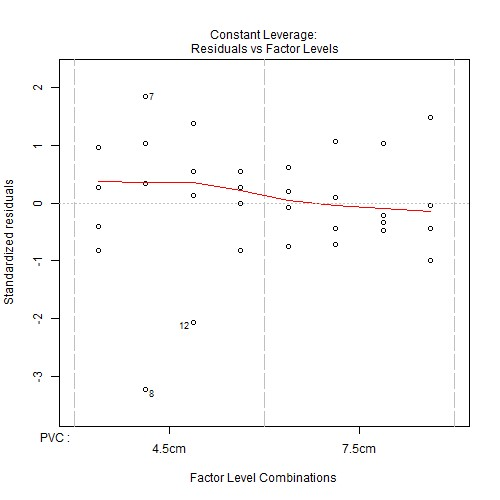 Constant Leverage:
Residuals vs Factor Levels
Standardized residuals
2
1
0
-1
-2
-3
7
12
8
PVC :
4.5cm 7.5cm
Factor Level Combinations